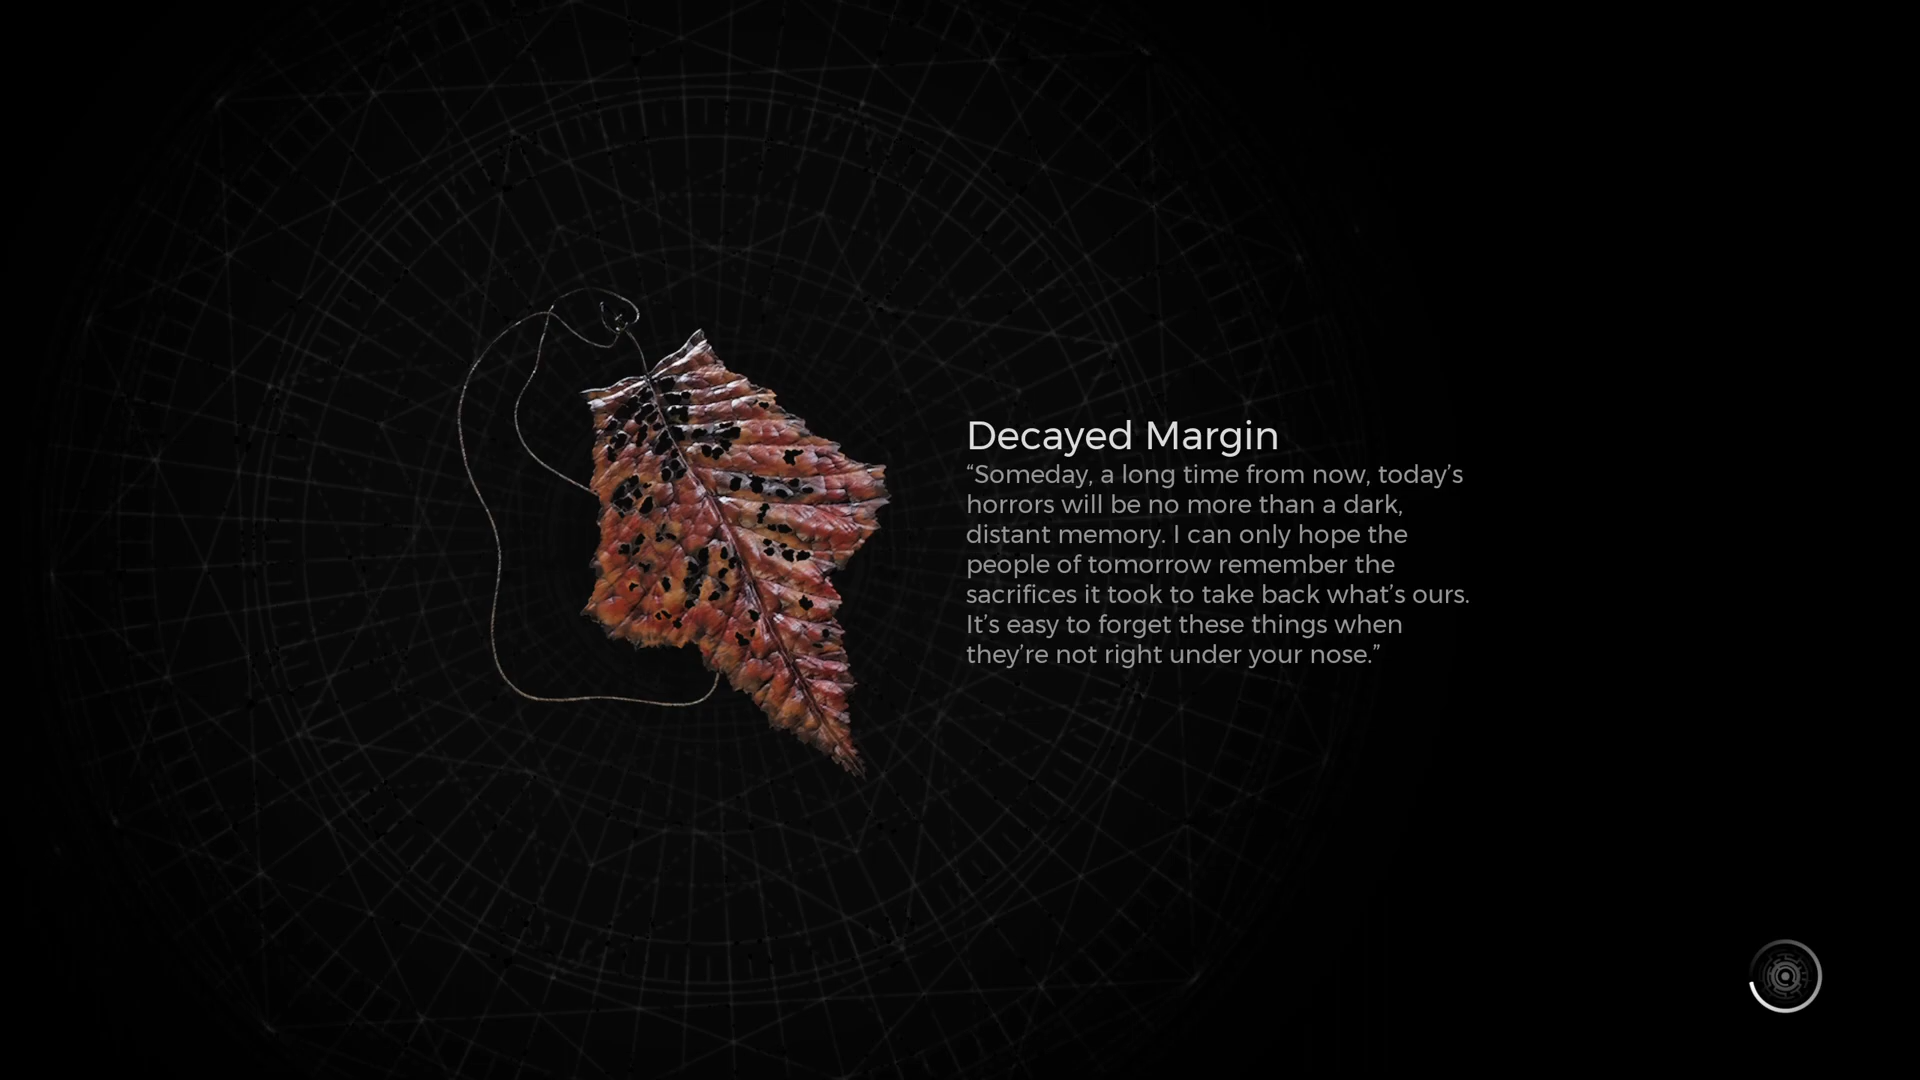 Decayed Margin
“Someday, a long time from now, today’s
horrors will be no more than a dark,
distant memory. I can only hope the
people of tomorrow remember the
sacrifices it took to take back what’s ours.
It’s easy to forget these things when
they’re not right under your nose.”